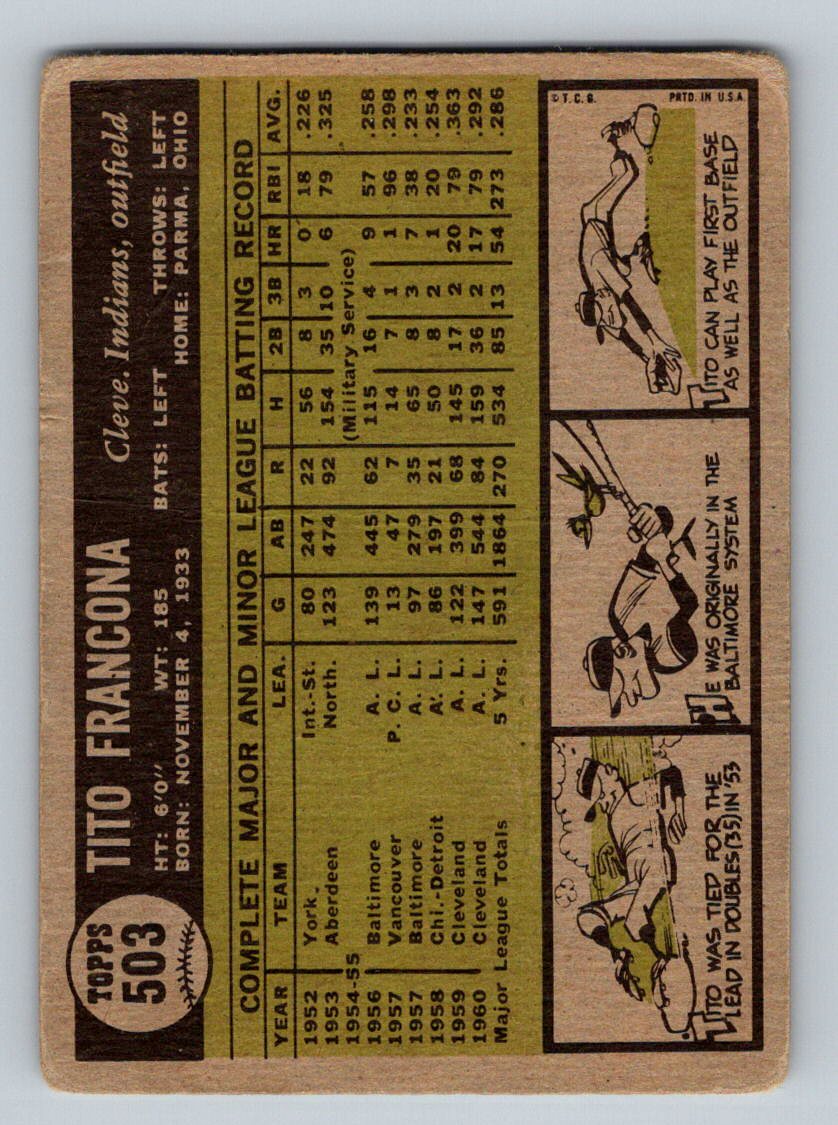 TOPPS
503
TITO FRANCONA Cleve. Indians, outfield
HT: 6'0" WT: 185 BATS: LEFT THROWS: LEFT
BORN: NOVEMBER 4, 1933 HOME: PARMA, OHIO
COMPLETE MAJOR AND MINOR LEAGUE BATTING RECORD
YEAR TEAM LEA. G AB R H 2B 3B HR RBI AVG.
1952 York Int.-St. 80 247 22 56 8 3 0 18 .226
1953 Aberdeen North. 123 474 92 154 35 10 6 79 .325
1954-55 (Military Service)
1956 Baltimore A. L. 139 445 62 115 16 4 9 57 .258
1957 Vancouver P. C. L. 13 47 7 14 7 1 1 96 .298
1957 Baltimore A. L. 97 279 35 65 8 3 7 38 .233
1958 Chi.-Detroit A. L. 86 197 21 50 8 2 1 20 .254
1959 Cleveland A. L. 122 399 68 145 17 2 20 79 .363
1960 Cleveland A. L. 147 544 84 159 36 2 17 79 .292
Major League Totals 5 Yrs. 591 1864 270 534 85 13 54 273 .286
TITO WAS TIED FOR THE
LEAD IN DOUBLES (35) IN '53
HE WAS ORIGINALLY IN THE
BALTIMORE SYSTEM
© T. C. G. PRTD. IN U.S.A.
TITO CAN PLAY FIRST BASE
AS WELL AS THE OUTFIELD